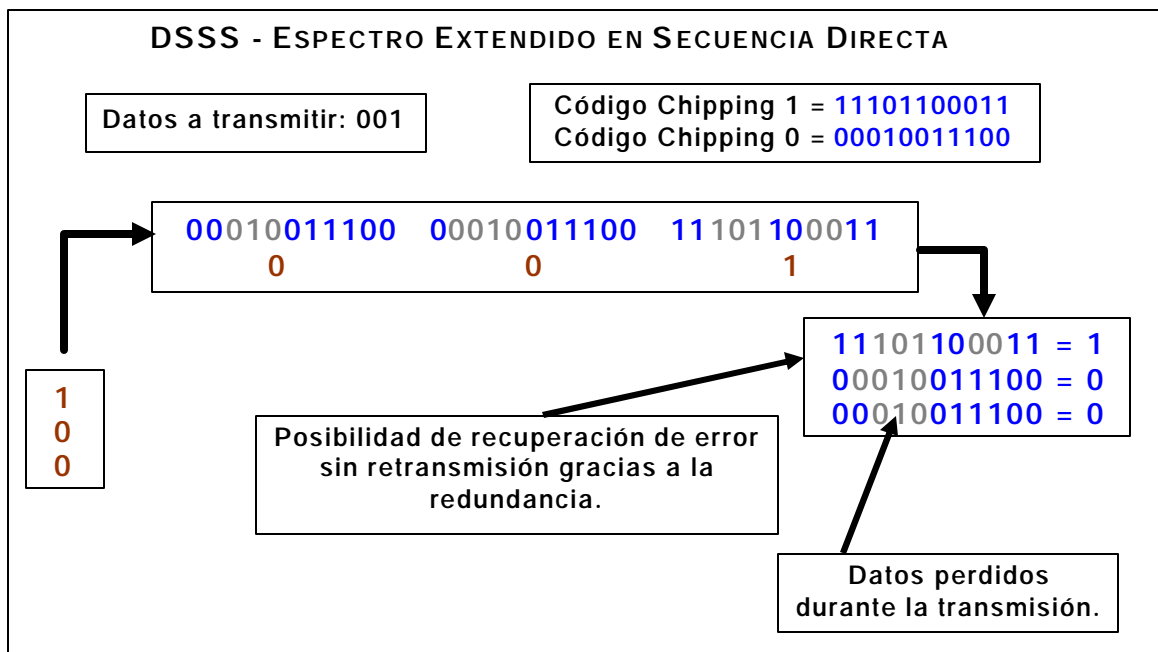 DSSS - ESPECTRO EXTENDIDO EN SECUENCIA DIRECTA
Datos a transmitir: 001
Código Chipping 1 = 11101100011
Código Chipping 0 = 00010011100
00010011100 00010011100 11101100011
0 0 1
1
0
0
11101100011 = 1
00010011100 = 0
00010011100 = 0
Posibilidad de recuperación de error
sin retransmisión gracias a la
redundancia.
Datos perdidos
durante la transmisión.